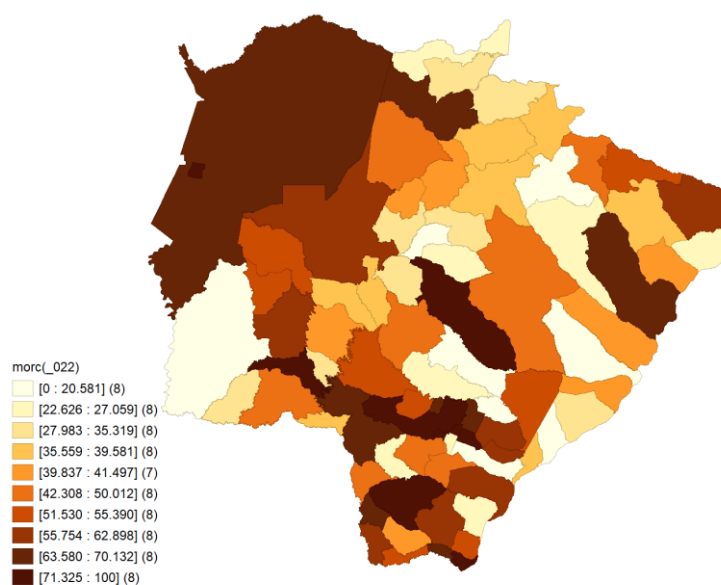 morc(_022)
[0 : 20.581] (8)
[22.626 : 27.059] (8)
[27.983 : 35.319] (8)
[35.559 : 39.581] (8)
[39.837 : 41.497] (7)
[42.308 : 50.012] (8)
[51.530 : 55.390] (8)
[55.754 : 62.898] (8)
[63.580 : 70.132] (8)
[71.325 : 100] (8)